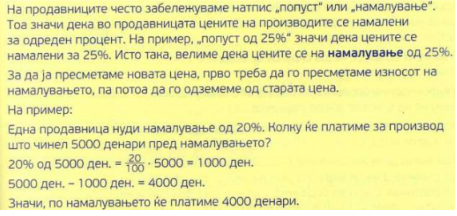 На продавниците често забележуваме натпис „попуст“ или „намалување“.
Тоа значи дека во продавницата цените на производите се намалени
за одреден процент. На пример, „попуст од 25%“ значи дека цените се
намалени за 25%. Исто така, велиме дека цените се на намалување од 25%.
За да ја пресметаме новата цена, прво треба да го пресметаме износот на
намалувањето, па потоа да го одземеме од старата цена.
На пример:
Една продавница нуди намалување од 20%. Колку ќе платиме за производ
што чинел 5000 денари пред намалувањето?
20% од 5000 ден. = 20/100 · 5000 = 1000 ден.
5000 ден. – 1000 ден. = 4000 ден.
Значи, по намалувањето ќе платиме 4000 денари.